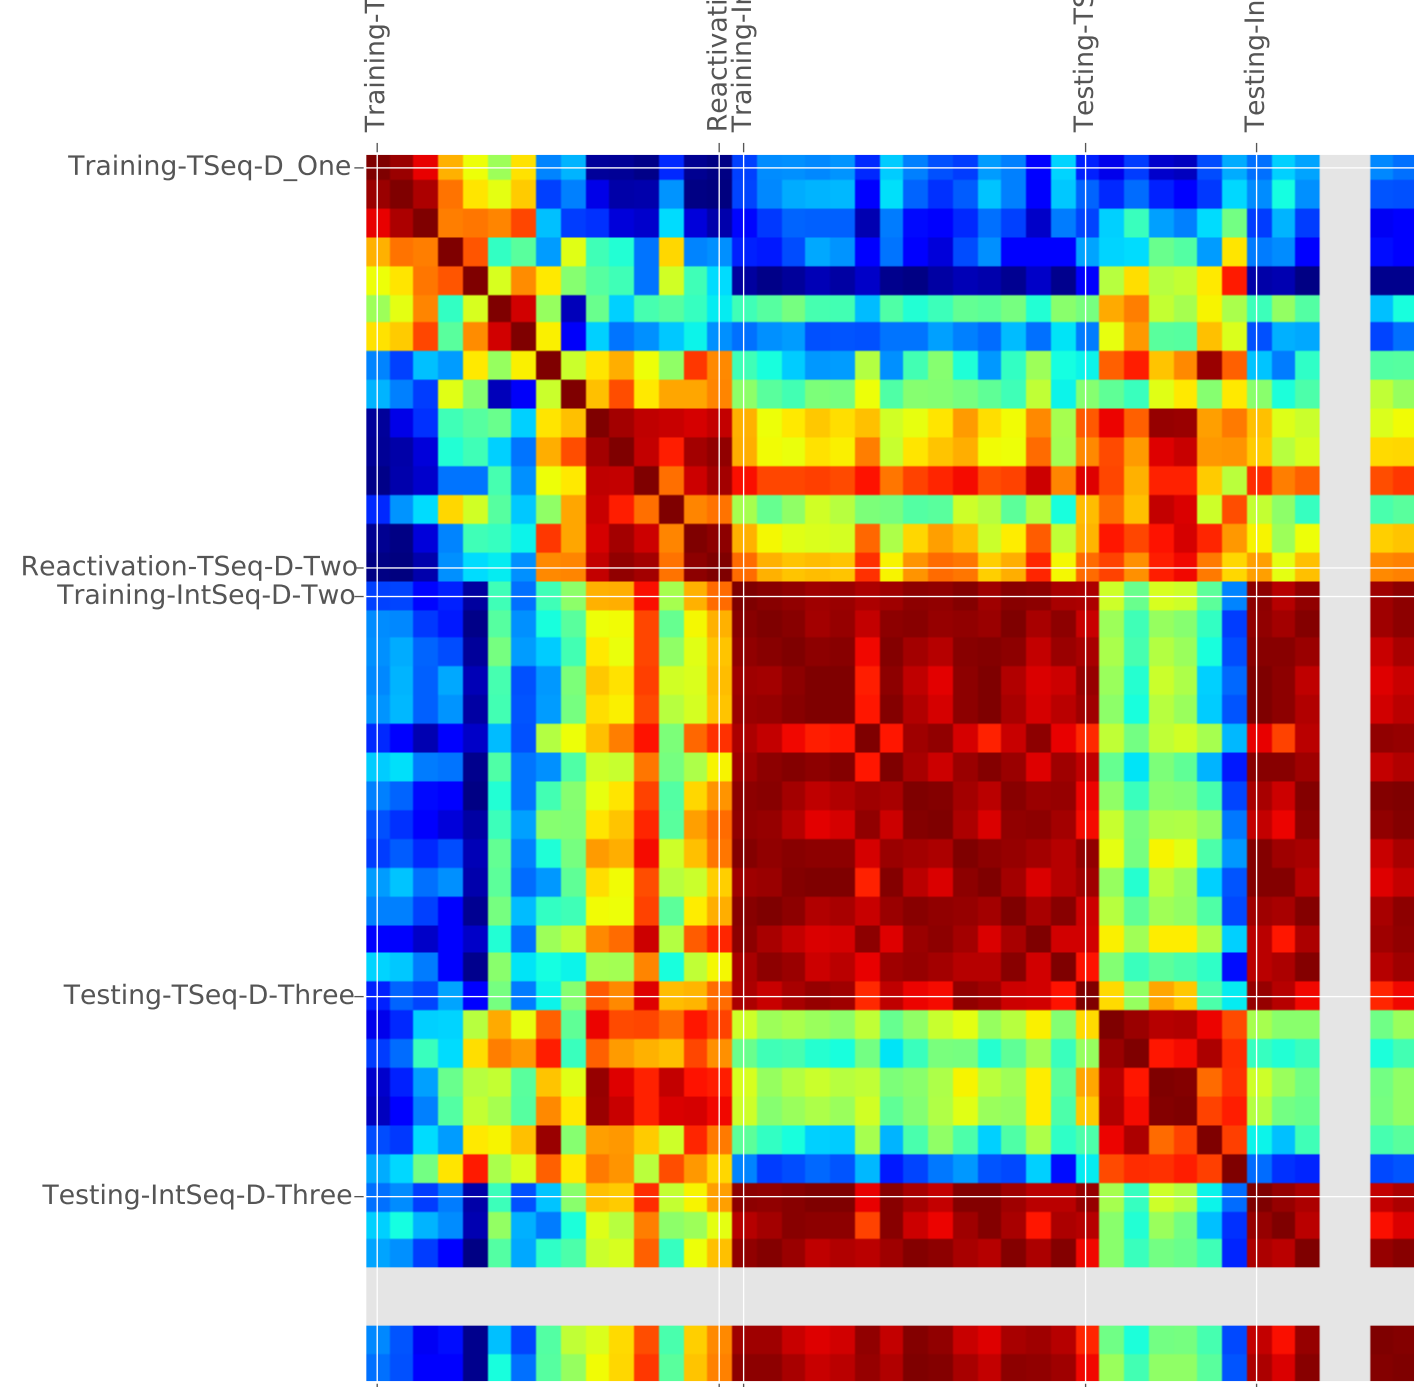 Training-T
Reactivati
Training-I
Testing-TS
Testing-In
Training-TSeq-D_One
Reactivation-TSeq-D-Two
Training-IntSeq-D-Two
Testing-TSeq-D-Three
Testing-IntSeq-D-Three